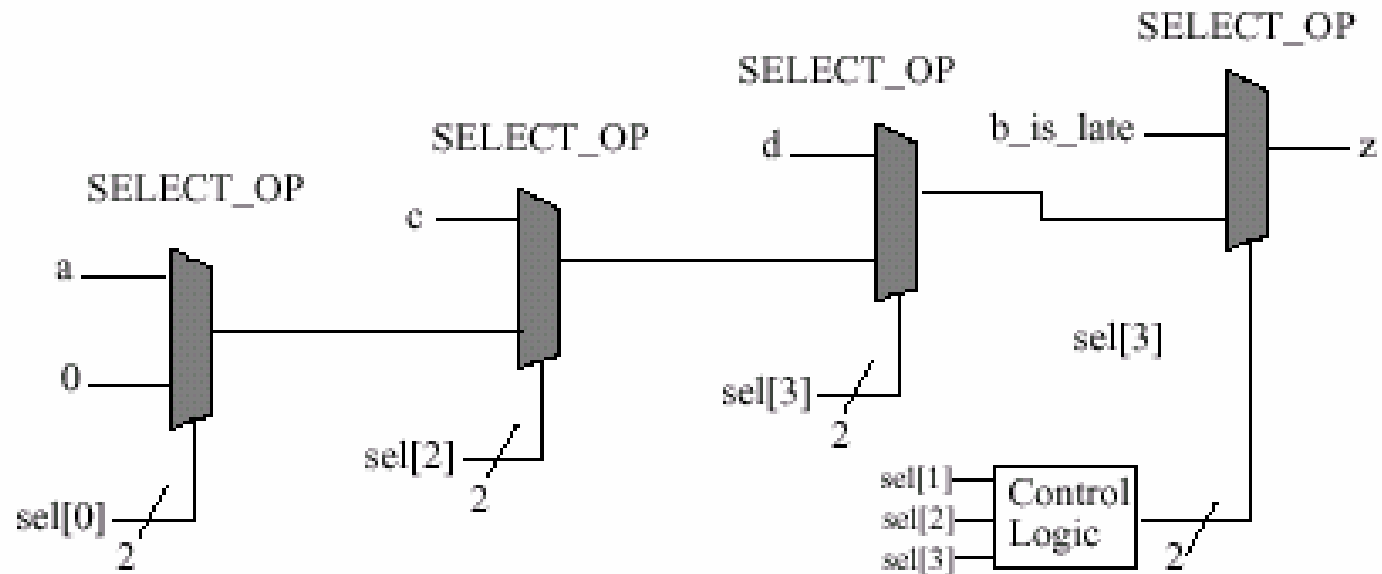 SELECT_OP
SELECT_OP
SELECT_OP
SELECT_OP
b_is_late
z
d
c
a
0
sel[3]
sel[3]
2
sel[2]
2
sel[0]
2
sel[1]
sel[2]
sel[3]
Control
Logic
2